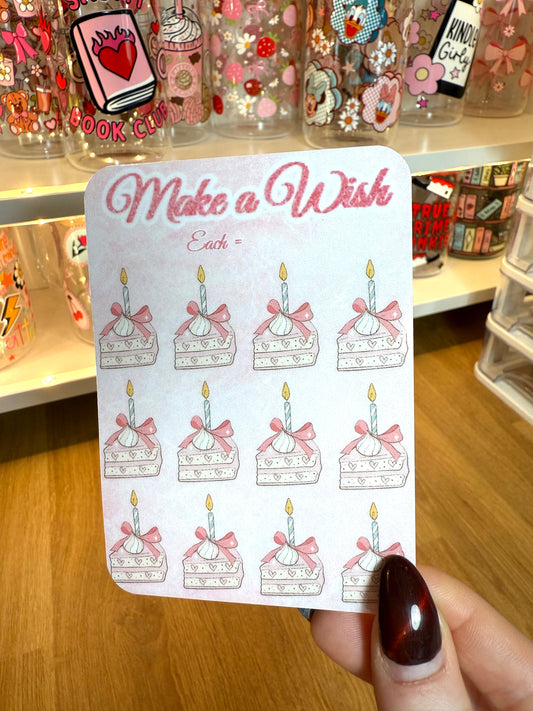 Make a Wish
Each =
BOOK CLUB
KINDLE
Girly
TRUE
CRIME
JUNKIE